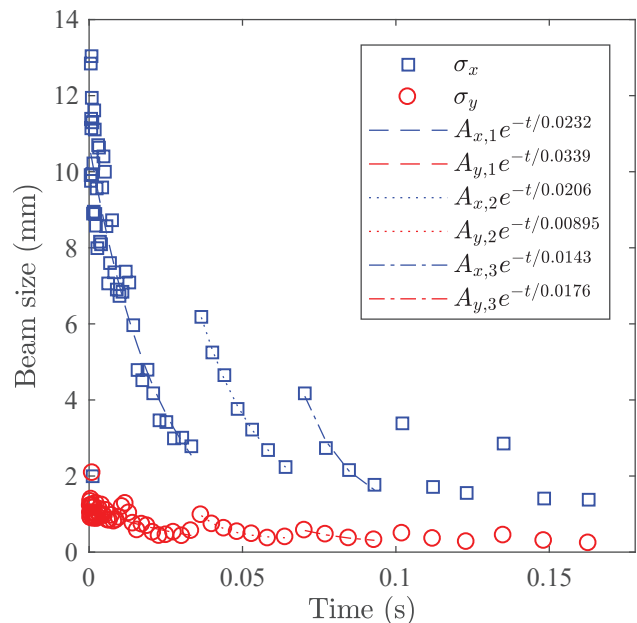 14
12
10
8
6
4
2
0
Beam size (mm)
σx
σy
Ax,1e−t/0.0232
Ay,1e−t/0.0339
Ax,2e−t/0.0206
Ay,2e−t/0.00895
Ax,3e−t/0.0143
Ay,3e−t/0.0176
0 0.05 0.1 0.15
Time (s)